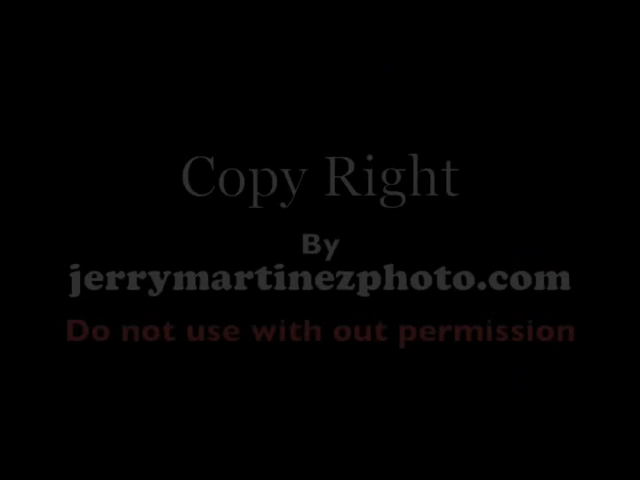 Copy Right
By
jerrymartinezphoto.com
Do not use with out permission